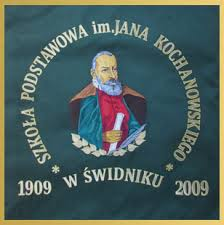 SZKOŁA PODSTAWOWA im. JANA KOCHANOWSKIEGO
* W ŚWIDNIKU *
1909 2009